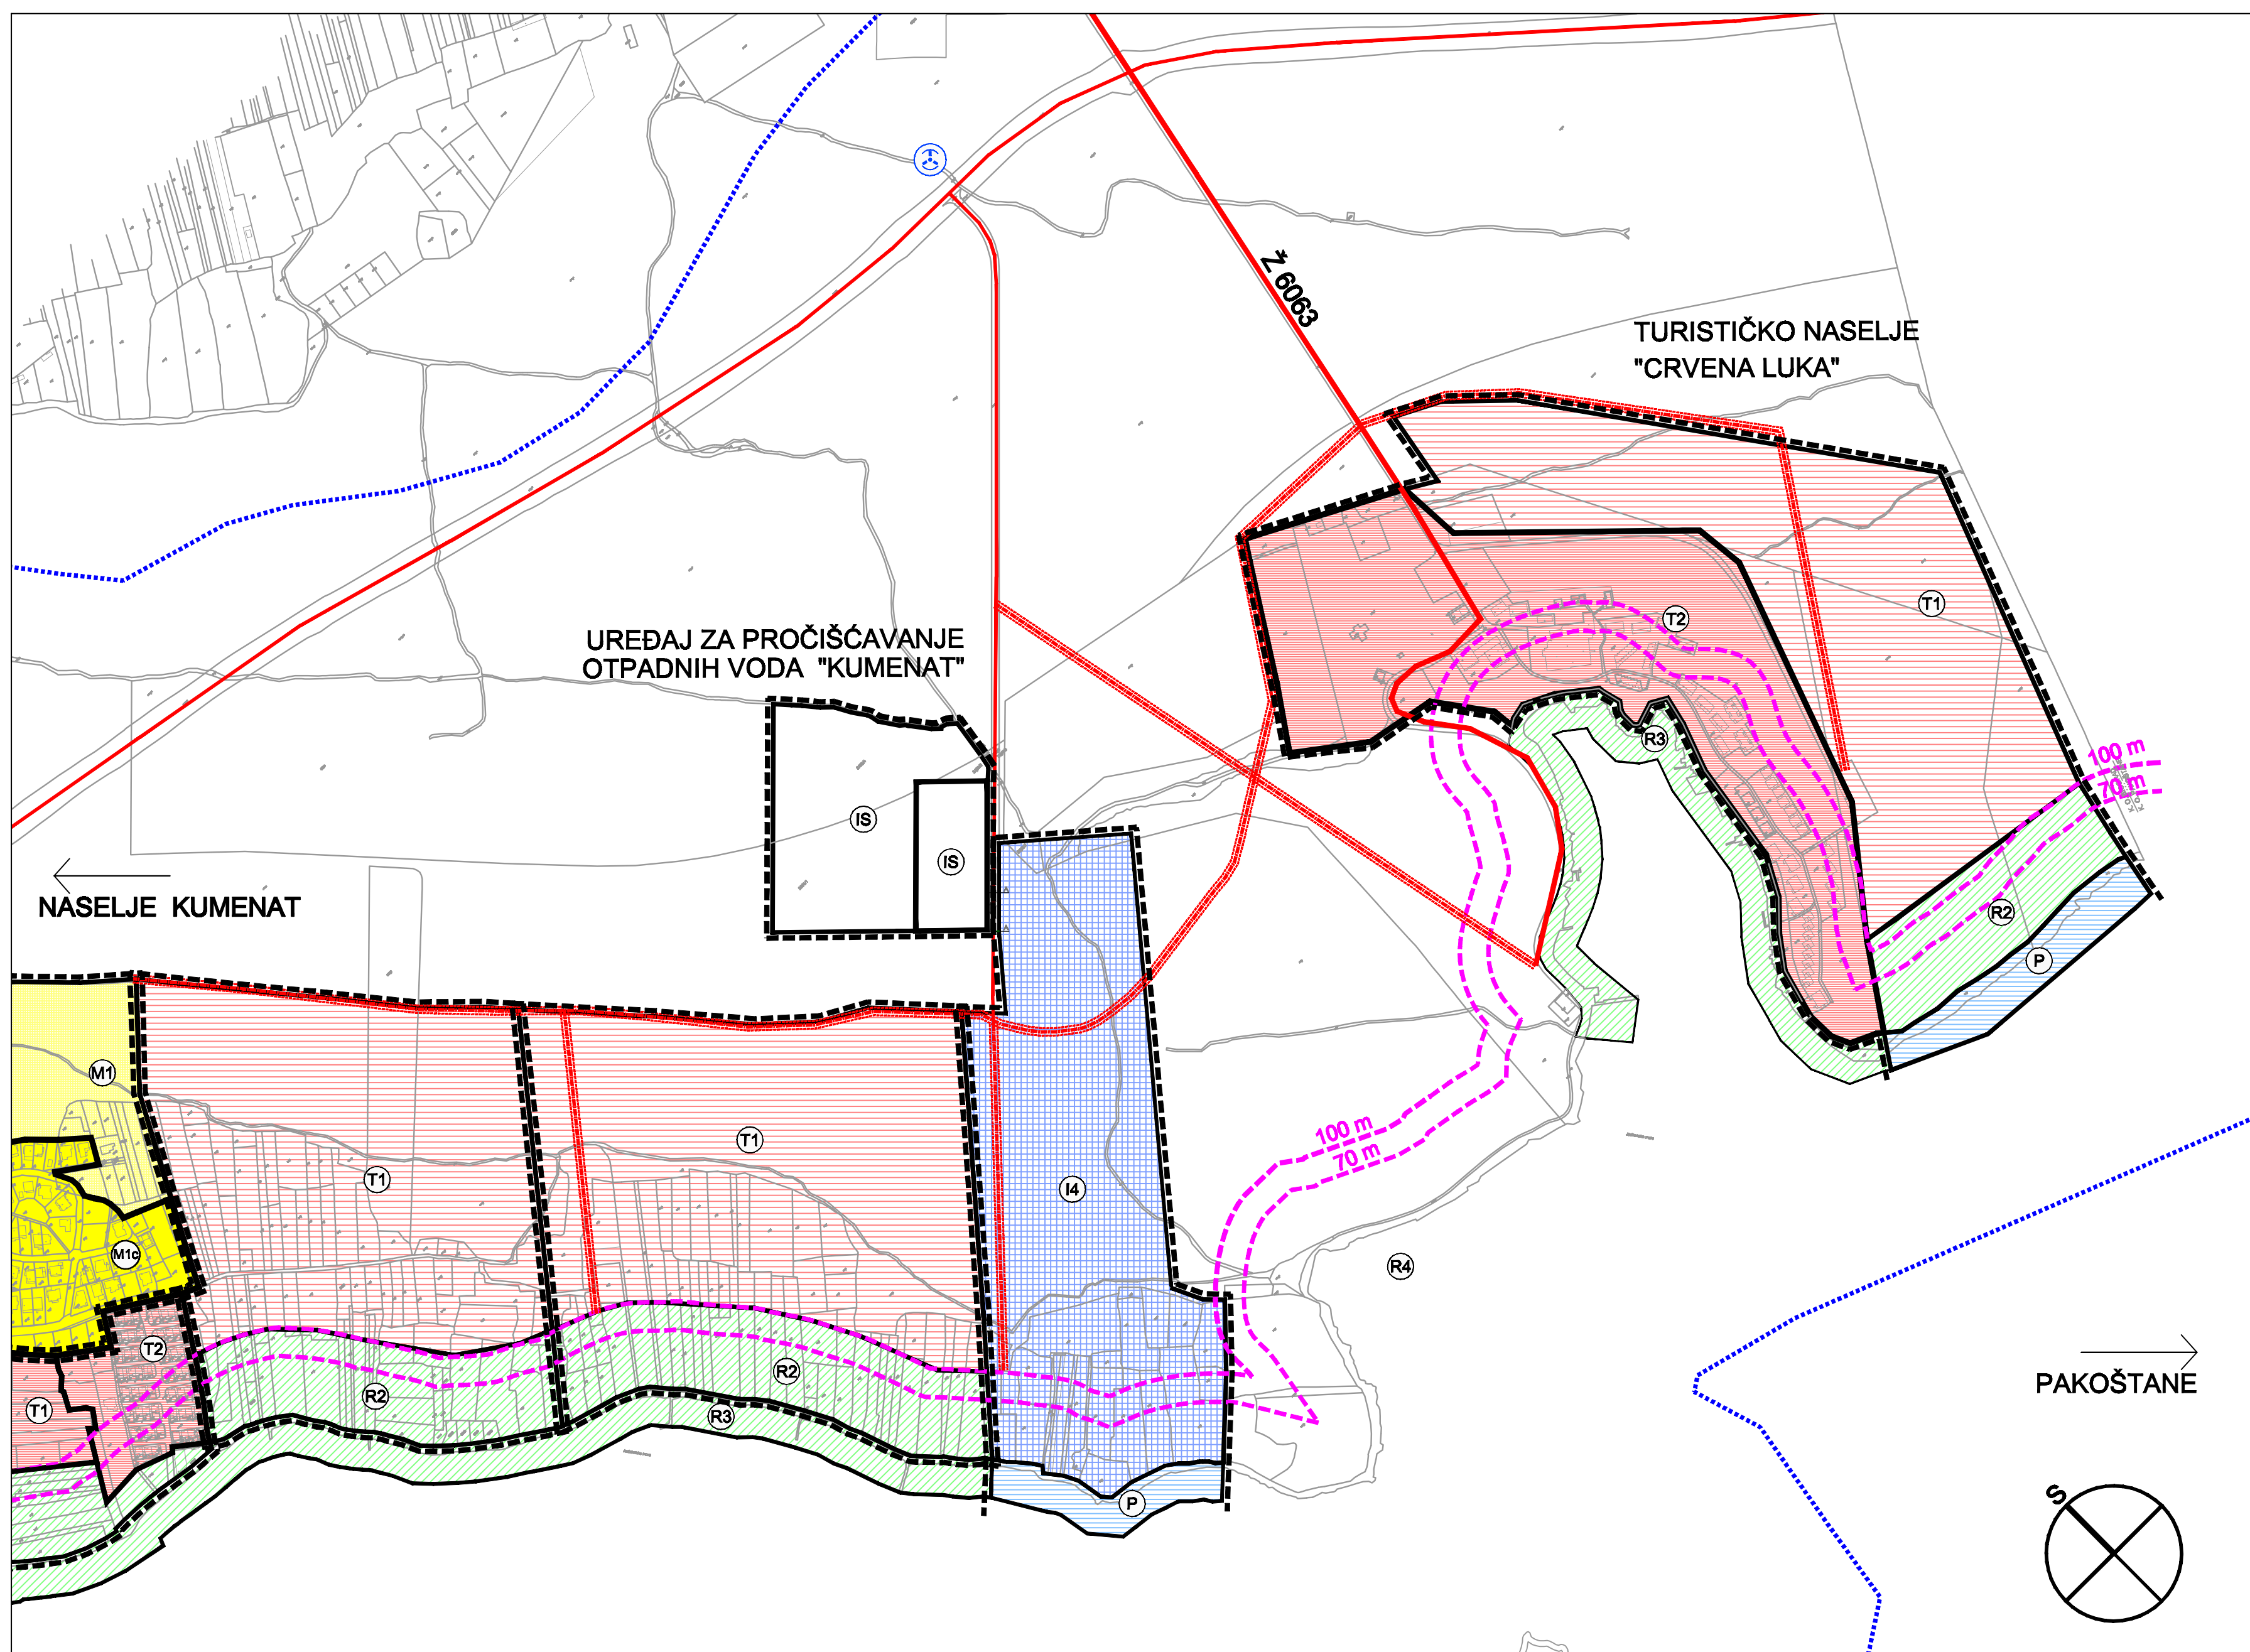 Ž 6063
TURISTIČKO NASELJE
"CRVENA LUKA"
T1
T2
UREĐAJ ZA PROČIŠĆAVANJE
OTPADNIH VODA "KUMENAT"
R3
100 m
70 m
IS
IS
NASELJE KUMENAT
R2
P
M1
T1
T1
100 m
70 m
I4
M1c
R4
T2
R2
R2
T1
R3
PAKOŠTANE
P
S